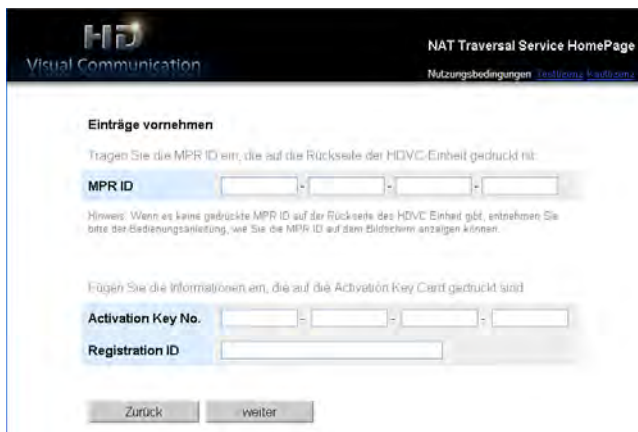 HD
Visual Communication
NAT Traversal Service HomePage
Nutzungsbedingungen Testlizenz Kauflizenz
Einträge vornehmen
Tragen Sie die MPR ID ein, die auf die Rückseite der HDVC-Einheit gedruckt ist.
MPR ID - - -
Hinweis: Wenn es keine gedruckte MPR ID auf der Rückseite des HDVC Einheit gibt, entnehmen Sie
bitte der Bedienungsanleitung, wie Sie die MPR ID auf dem Bildschirm anzeigen können.
Fügen Sie die Informationen ein, die auf die Activation Key Card gedruckt sind
Activation Key No. - - -
Registration ID
Zurück weiter